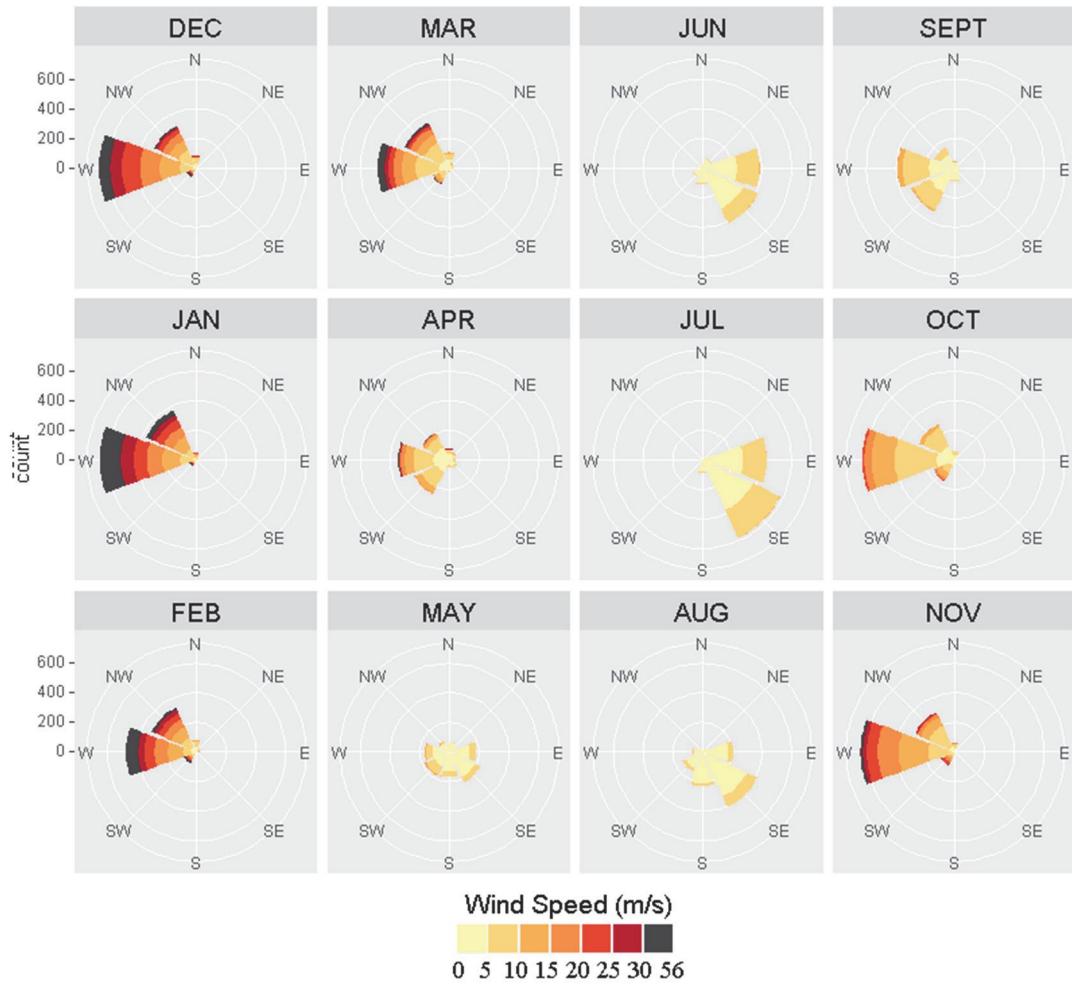 DEC MAR JUN SEPT
N N N N
600 -
NW NE NW NE NW NE NW NE
400 -
200 -
0 - W E W E W E W E
SW SE SW SE SW SE SW SE
S S S S
JAN APR JUL OCT
N N N N
600 -
NW NE NW NE NW NE NW NE
400 -
200 -
count
0 - W E W E W E W E
SW SE SW SE SW SE SW SE
S S S S
FEB MAY AUG NOV
N N N N
600 -
NW NE NW NE NW NE NW NE
400 -
200 -
0 - W E W E W E W E
SW SE SW SE SW SE SW SE
S S S S
Wind Speed (m/s)
0 5 10 15 20 25 30 56